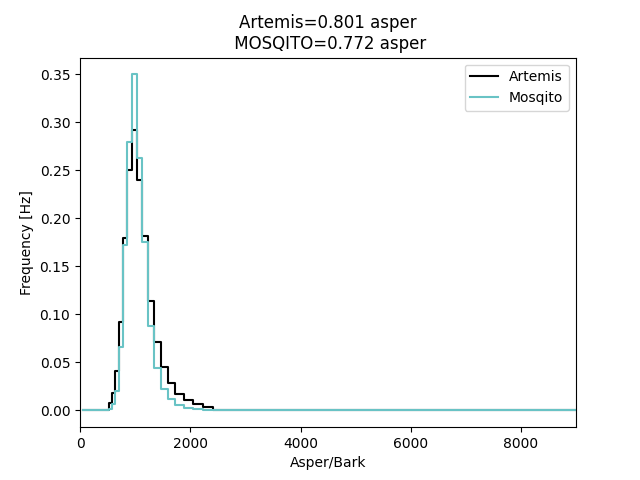 Artemis=0.801 asper
MOSQITO=0.772 asper
Artemis
Mosqito
Frequency [Hz]
0.35
0.30
0.25
0.20
0.15
0.10
0.05
0.00
0 2000 4000 6000 8000
Asper/Bark